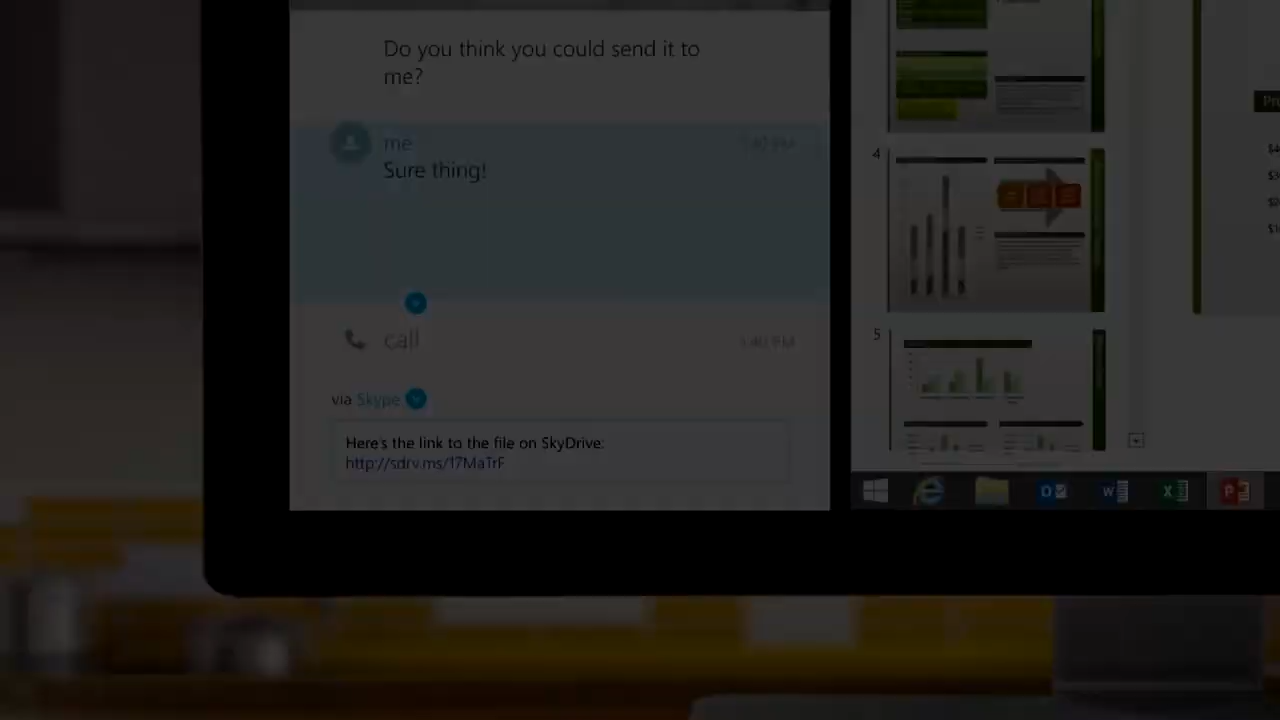 Do you think you could send it to
me?
me
Sure thing!
call
via Skype
Here's the link to the file on SkyDrive:
http://sdrv.ms/17MaTrF
4
5